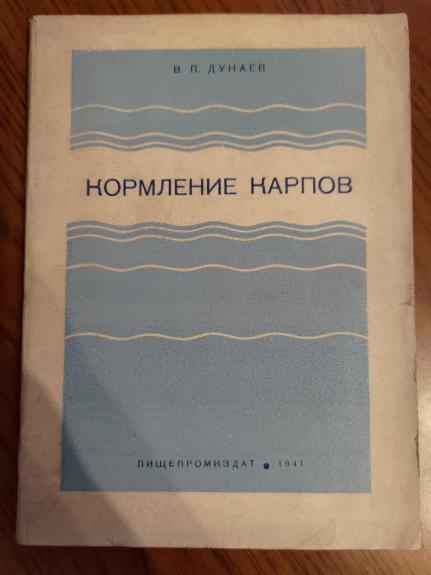 В. П. ДУНАЕВ
КОРМЛЕНИЕ КАРПОВ
ПИЩЕПРОМИЗДАТ • 1941